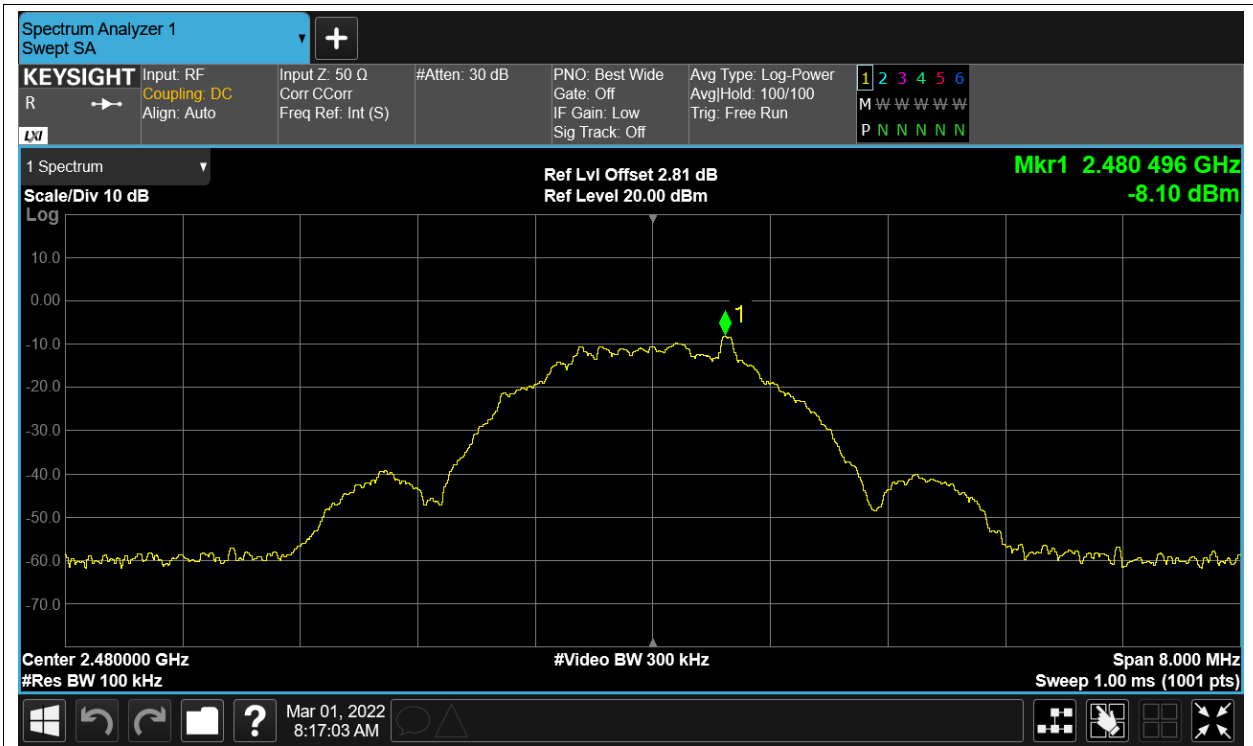 Spectrum Analyzer 1
Swept SA
KEYSIGHT
R
LXI
Input: RF
Coupling: DC
Align: Auto
Input Z: 50 Ω
Corr CCorr
Freq Ref: Int (S)
#Atten: 30 dB
PNO: Best Wide
Gate: Off
IF Gain: Low
Sig Track: Off
Avg Type: Log-Power
Avg|Hold: 100/100
Trig: Free Run
1 2 3 4 5 6
M W W W W W
P N N N N N
1 Spectrum
Scale/Div 10 dB
Log
Ref Lvl Offset 2.81 dB
Ref Level 20.00 dBm
Mkr1 2.480 496 GHz
-8.10 dBm
10.0
0.00
1
-10.0
-20.0
-30.0
-40.0
-50.0
-60.0
-70.0
Center 2.480000 GHz
#Video BW 300 kHz
Span 8.000 MHz
#Res BW 100 kHz
Sweep 1.00 ms (1001 pts)
?
Mar 01, 2022
8:17:03 AM